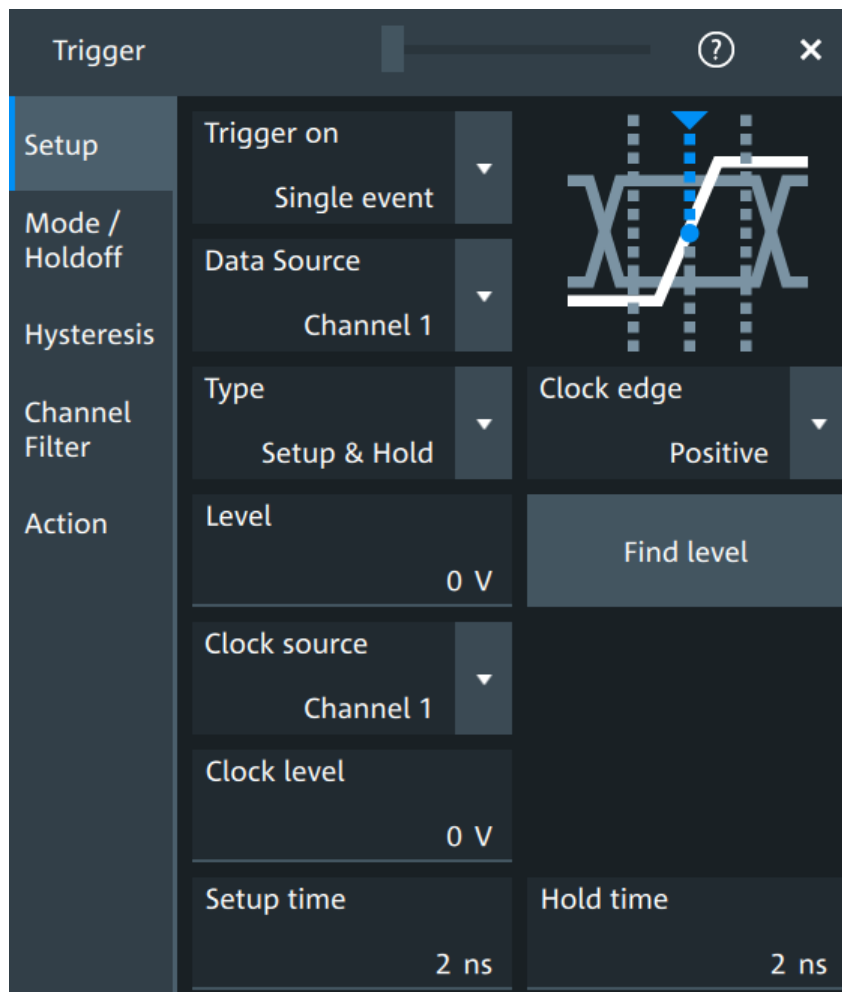 Trigger
?
Setup
Mode /
Holdoff
Hysteresis
Channel
Filter
Action
Trigger on
Single event
Data Source
Channel 1
Type
Setup & Hold
Clock edge
Positive
Level
0 V
Find level
Clock source
Channel 1
Clock level
0 V
Setup time
2 ns
Hold time
2 ns